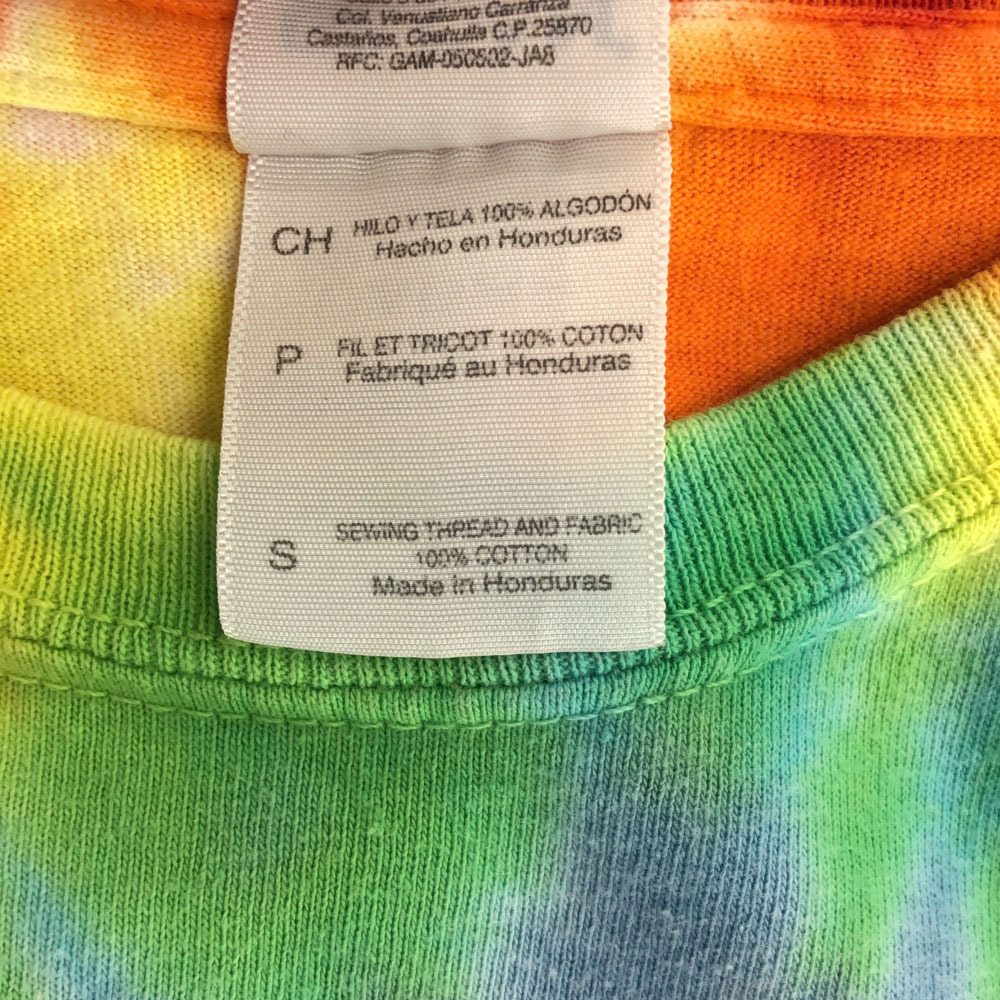 Col. Venustiano Carranza
Castaños, Coahuila C.P.25870
RFC: GAM-050502-JA8
CH
HILO Y TELA 100% ALGODÓN
Hacho en Honduras
P
FIL ET TRICOT 100% COTON
Fabriqué au Honduras
S
SEWING THREAD AND FABRIC
100% COTTON
Made in Honduras